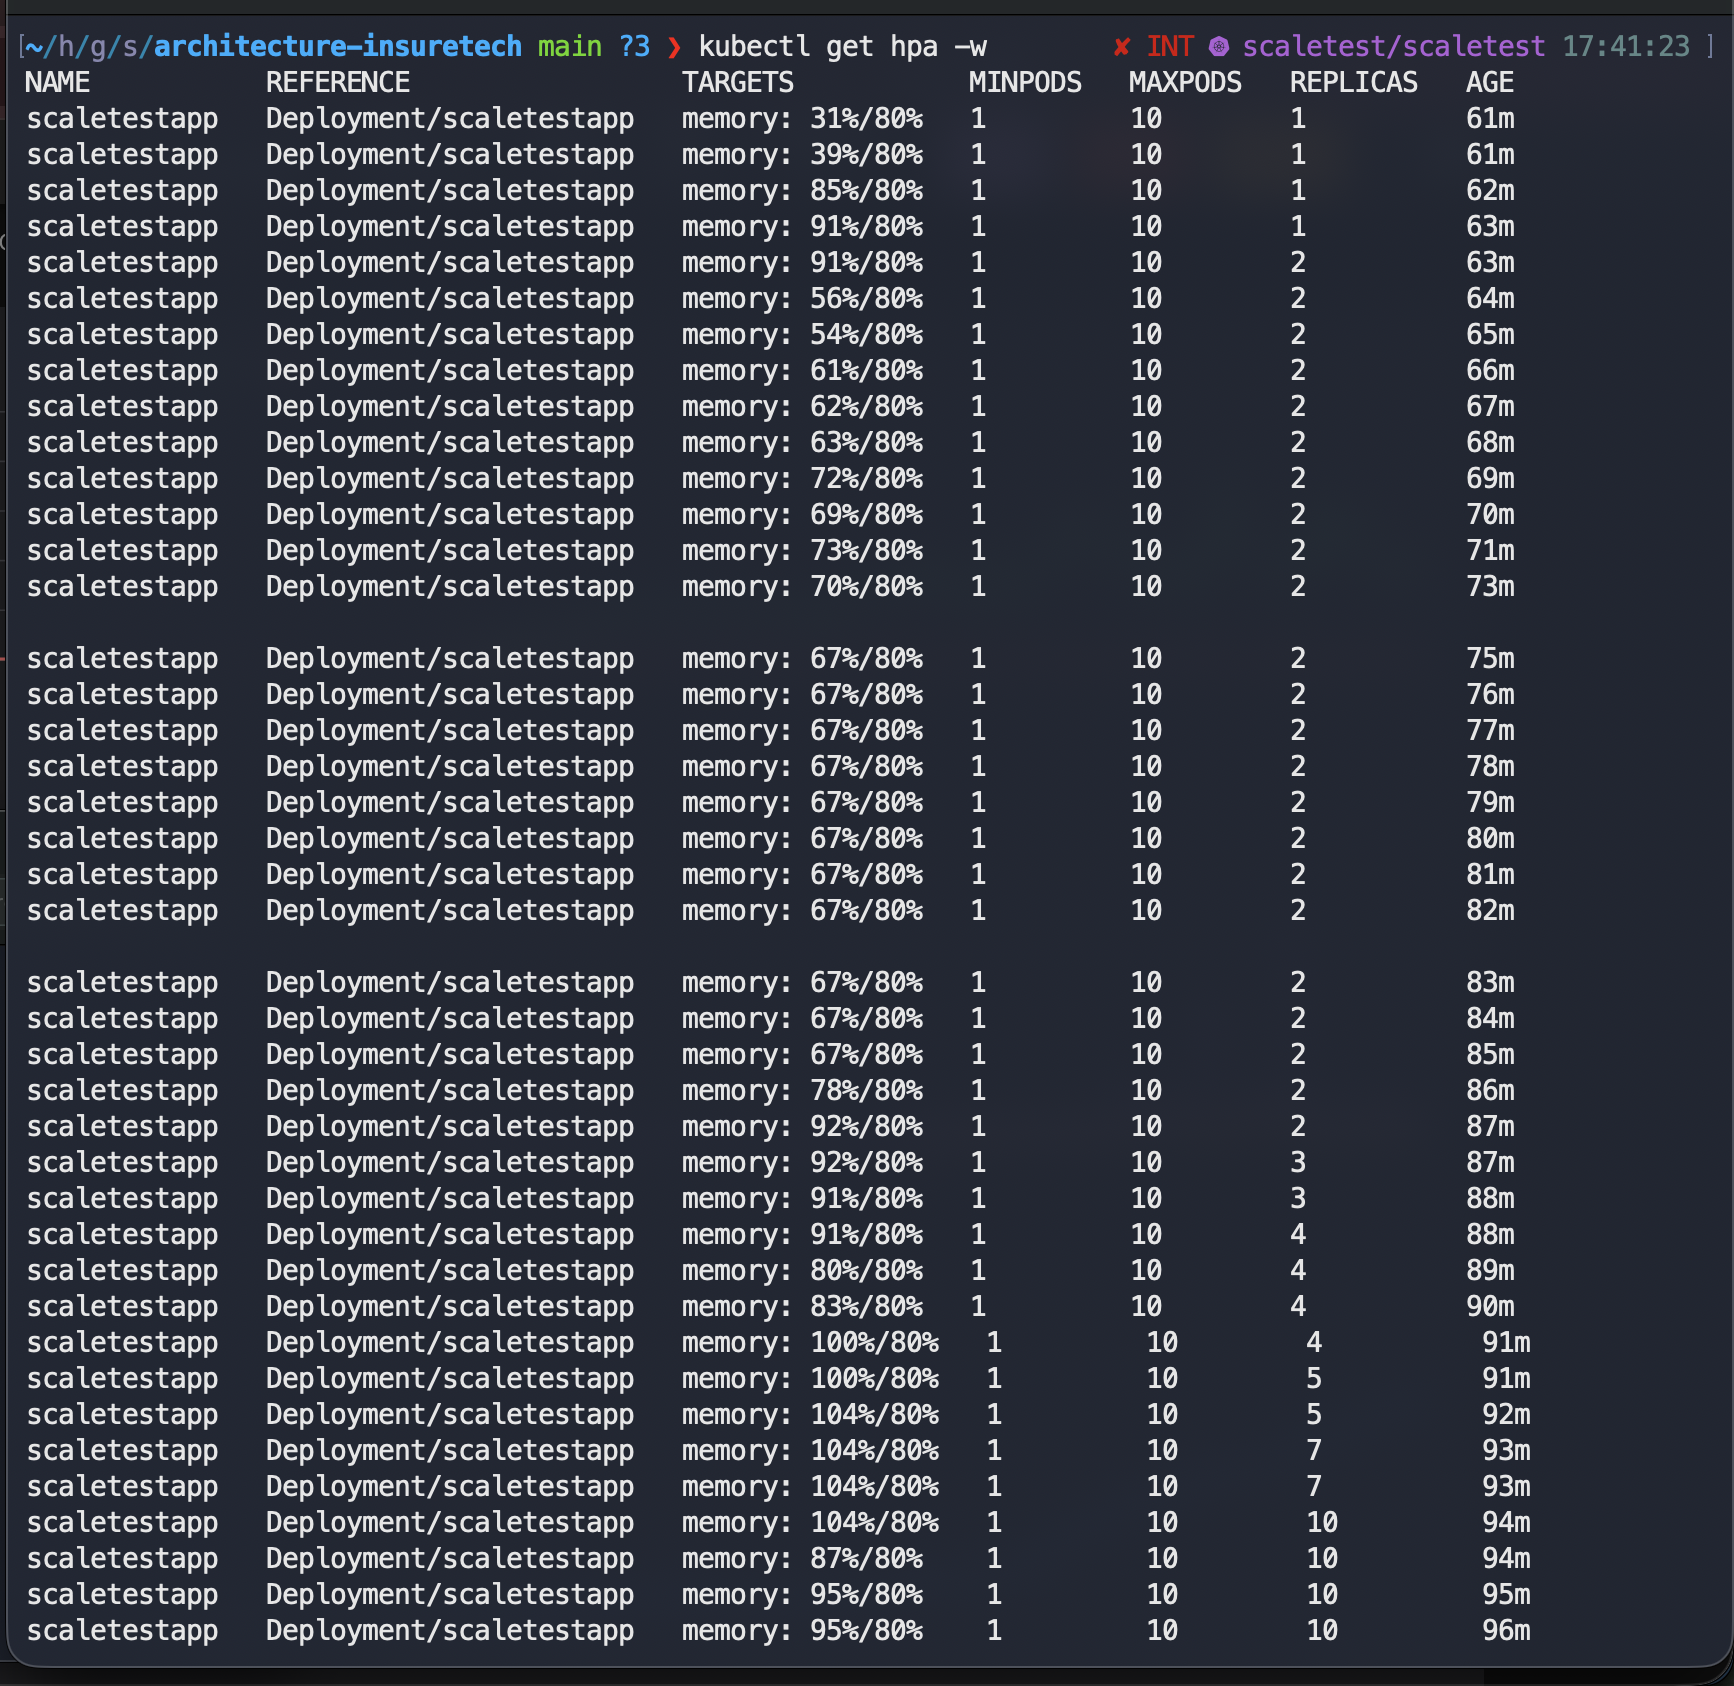 [~/h/g/s/architecture-insuretech main ?3 ❯ kubectl get hpa -w ✘ INT ☸ scaletest/scaletest 17:41:23 ]
NAME REFERENCE TARGETS MINPODS MAXPODS REPLICAS AGE
scaletestapp Deployment/scaletestapp memory: 31%/80% 1 10 1 61m
scaletestapp Deployment/scaletestapp memory: 39%/80% 1 10 1 61m
scaletestapp Deployment/scaletestapp memory: 85%/80% 1 10 1 62m
scaletestapp Deployment/scaletestapp memory: 91%/80% 1 10 1 63m
scaletestapp Deployment/scaletestapp memory: 91%/80% 1 10 2 63m
scaletestapp Deployment/scaletestapp memory: 56%/80% 1 10 2 64m
scaletestapp Deployment/scaletestapp memory: 54%/80% 1 10 2 65m
scaletestapp Deployment/scaletestapp memory: 61%/80% 1 10 2 66m
scaletestapp Deployment/scaletestapp memory: 62%/80% 1 10 2 67m
scaletestapp Deployment/scaletestapp memory: 63%/80% 1 10 2 68m
scaletestapp Deployment/scaletestapp memory: 72%/80% 1 10 2 69m
scaletestapp Deployment/scaletestapp memory: 69%/80% 1 10 2 70m
scaletestapp Deployment/scaletestapp memory: 73%/80% 1 10 2 71m
scaletestapp Deployment/scaletestapp memory: 70%/80% 1 10 2 73m
scaletestapp Deployment/scaletestapp memory: 67%/80% 1 10 2 75m
scaletestapp Deployment/scaletestapp memory: 67%/80% 1 10 2 76m
scaletestapp Deployment/scaletestapp memory: 67%/80% 1 10 2 77m
scaletestapp Deployment/scaletestapp memory: 67%/80% 1 10 2 78m
scaletestapp Deployment/scaletestapp memory: 67%/80% 1 10 2 79m
scaletestapp Deployment/scaletestapp memory: 67%/80% 1 10 2 80m
scaletestapp Deployment/scaletestapp memory: 67%/80% 1 10 2 81m
scaletestapp Deployment/scaletestapp memory: 67%/80% 1 10 2 82m
scaletestapp Deployment/scaletestapp memory: 67%/80% 1 10 2 83m
scaletestapp Deployment/scaletestapp memory: 67%/80% 1 10 2 84m
scaletestapp Deployment/scaletestapp memory: 67%/80% 1 10 2 85m
scaletestapp Deployment/scaletestapp memory: 78%/80% 1 10 2 86m
scaletestapp Deployment/scaletestapp memory: 92%/80% 1 10 2 87m
scaletestapp Deployment/scaletestapp memory: 92%/80% 1 10 3 87m
scaletestapp Deployment/scaletestapp memory: 91%/80% 1 10 3 88m
scaletestapp Deployment/scaletestapp memory: 91%/80% 1 10 4 88m
scaletestapp Deployment/scaletestapp memory: 80%/80% 1 10 4 89m
scaletestapp Deployment/scaletestapp memory: 83%/80% 1 10 4 90m
scaletestapp Deployment/scaletestapp memory: 100%/80% 1 10 4 91m
scaletestapp Deployment/scaletestapp memory: 100%/80% 1 10 5 91m
scaletestapp Deployment/scaletestapp memory: 104%/80% 1 10 5 92m
scaletestapp Deployment/scaletestapp memory: 104%/80% 1 10 7 93m
scaletestapp Deployment/scaletestapp memory: 104%/80% 1 10 7 93m
scaletestapp Deployment/scaletestapp memory: 104%/80% 1 10 10 94m
scaletestapp Deployment/scaletestapp memory: 87%/80% 1 10 10 94m
scaletestapp Deployment/scaletestapp memory: 95%/80% 1 10 10 95m
scaletestapp Deployment/scaletestapp memory: 95%/80% 1 10 10 96m